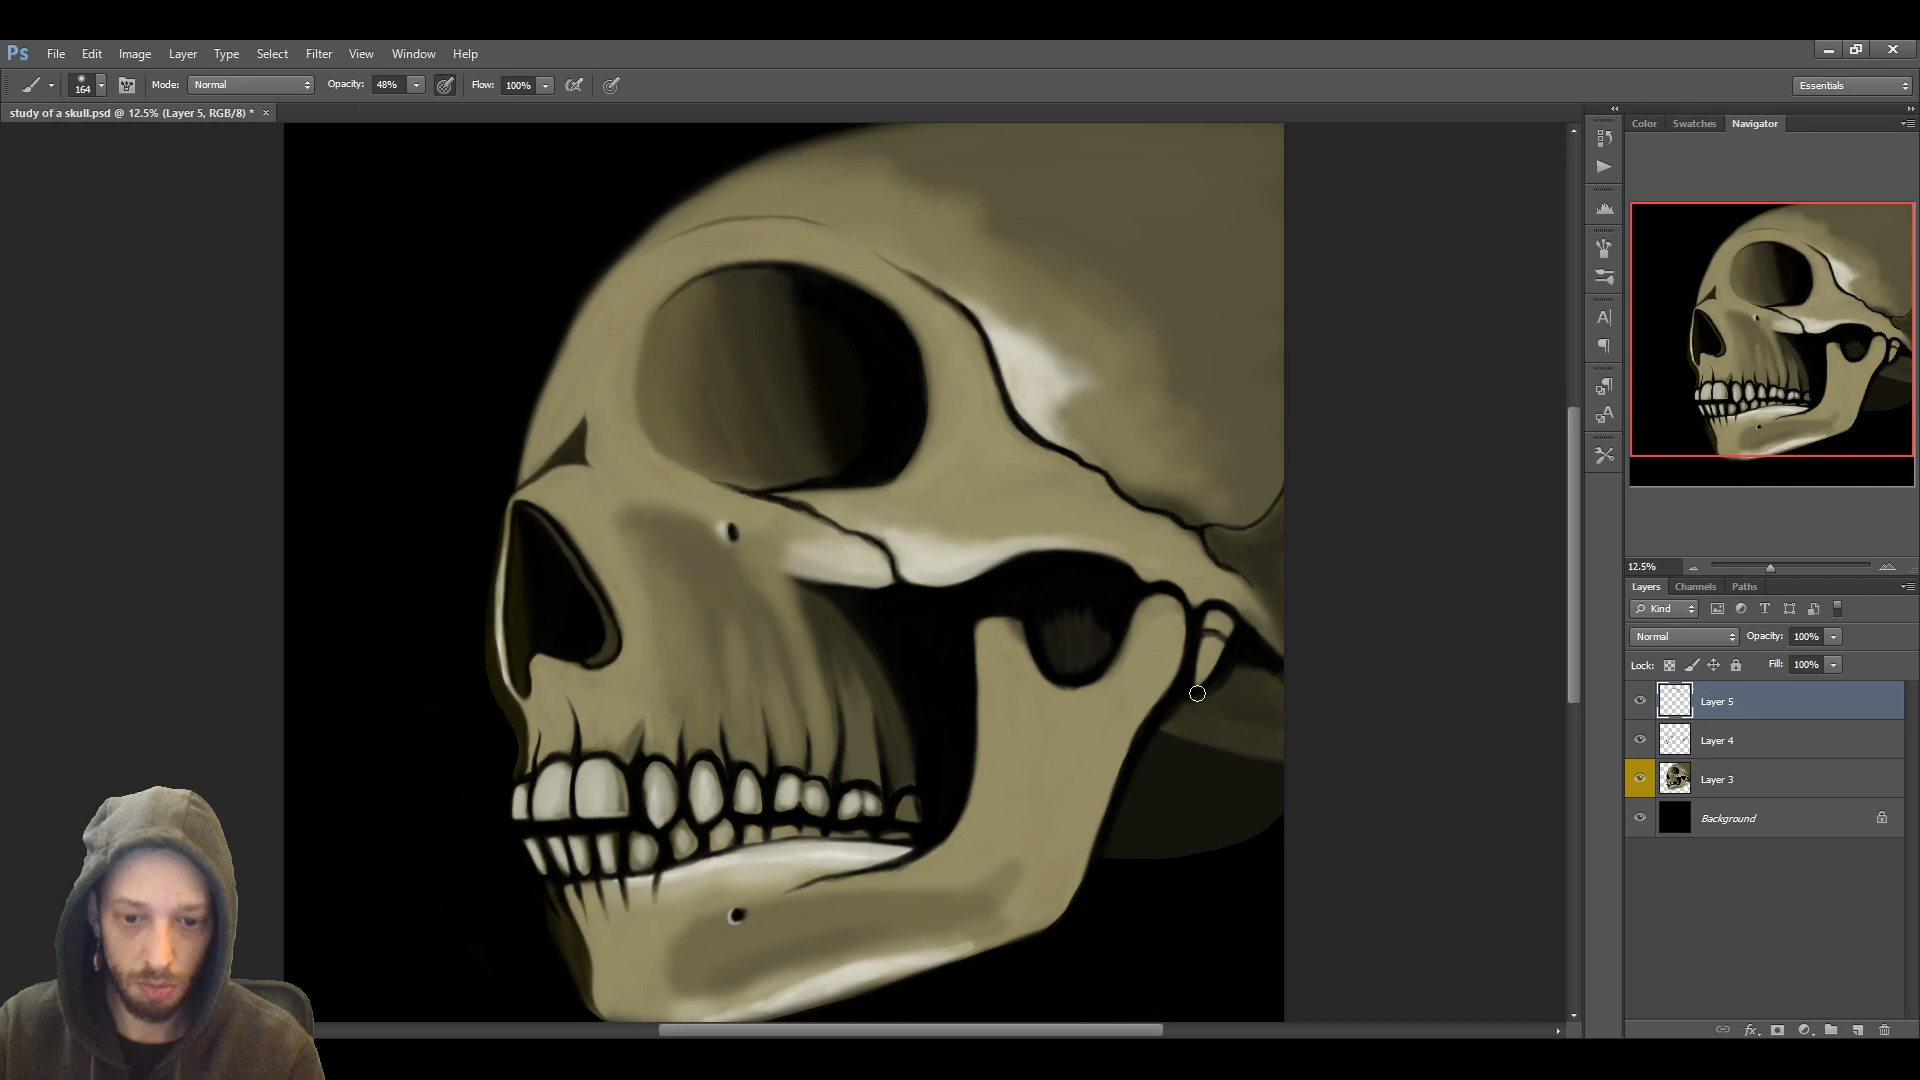 Ps File Edit Image Layer Type Select Filter View Window Help
164 Mode: Normal Opacity: 48% Flow: 100% Essentials
study of a skull.psd @ 12.5% (Layer 5, RGB/8) *
Color Swatches Navigator
12.5%
Layers Channels Paths
Kind
Normal Opacity: 100%
Lock: Fill: 100%
Layer 5
Layer 4
Layer 3
Background